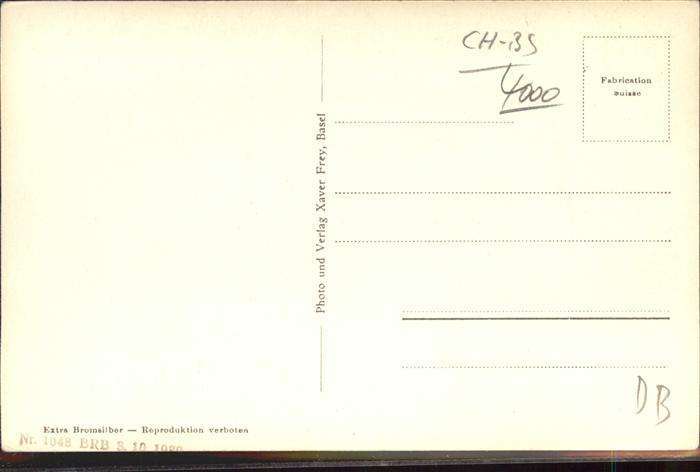 CH-BS
4000
Fabrication
suisse
Photo und Verlag Xaver Frey, Basel
DB
Extra Bromsilber — Reproduktion verboten
Nr. 1048 BRB 3. 10.